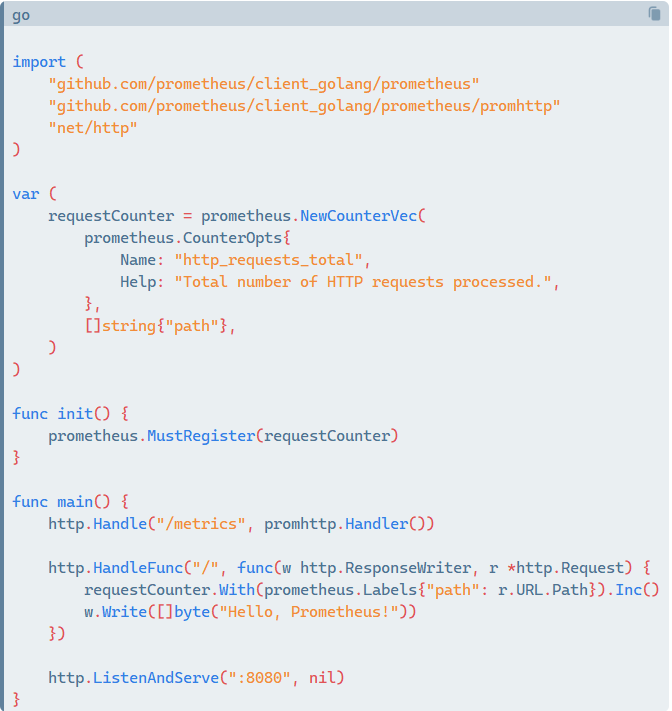 go
import (
    "github.com/prometheus/client_golang/prometheus"
    "github.com/prometheus/client_golang/prometheus/promhttp"
    "net/http"
)
var (
    requestCounter = prometheus.NewCounterVec(
        prometheus.CounterOpts{
            Name: "http_requests_total",
            Help: "Total number of HTTP requests processed.",
        },
        []string{"path"},
    )
)
func init() {
    prometheus.MustRegister(requestCounter)
}
func main() {
    http.Handle("/metrics", promhttp.Handler())
    http.HandleFunc("/", func(w http.ResponseWriter, r *http.Request) {
        requestCounter.With(prometheus.Labels{"path": r.URL.Path}).Inc()
        w.Write([]byte("Hello, Prometheus!"))
    })
    http.ListenAndServe(":8080", nil)
}